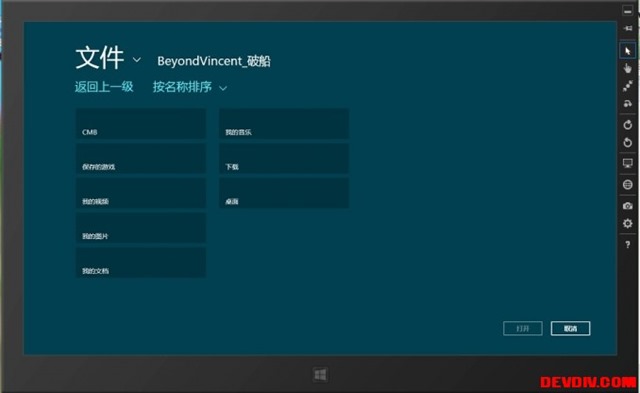 文件 BeyondVincent_破船
返回上一级 按名称排序
CMB
我的音乐
保存的游戏
下载
我的视频
桌面
我的图片
我的文档
打开
取消
?
DEVDIV.COM